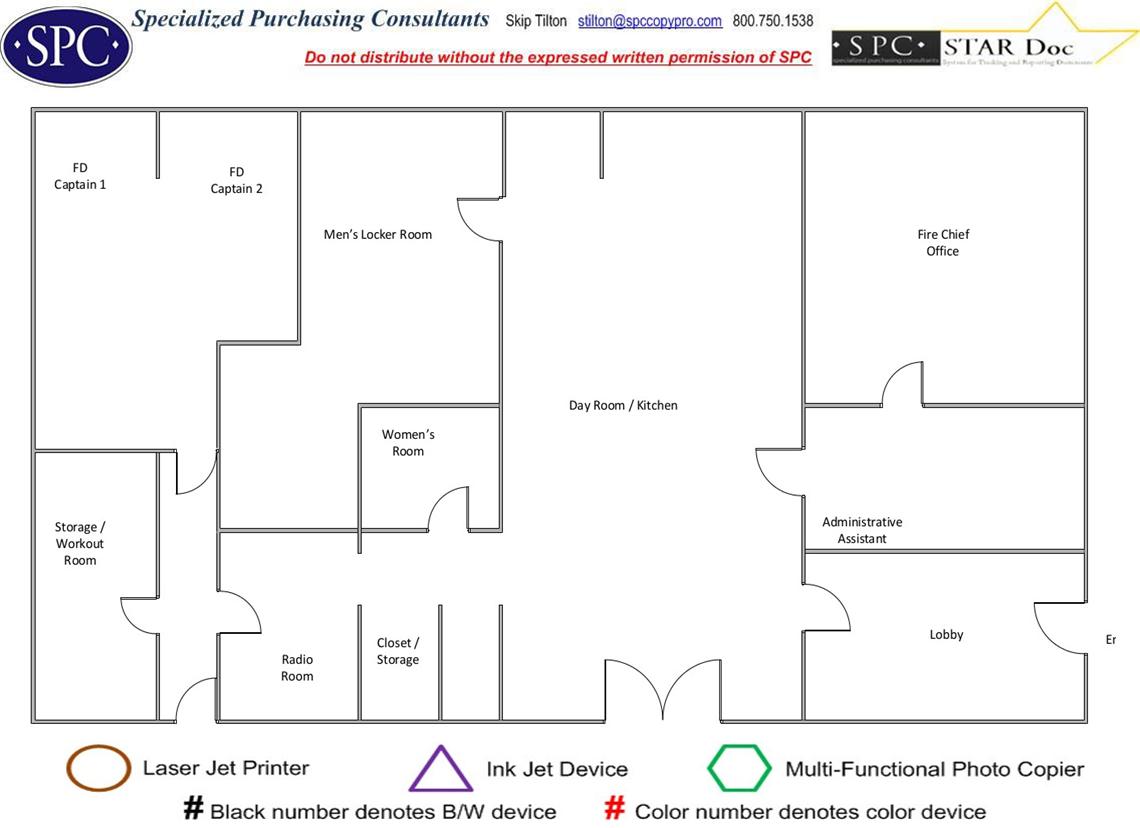 Specialized Purchasing Consultants Skip Tilton stilton@spccopypro.com 800.750.1538
·SPC·
Do not distribute without the expressed written permission of SPC
·SPC· STAR Doc
specialized purchasing consultants System for Tracking and Reporting Documents
FD
Captain 1
FD
Captain 2
Men's Locker Room
Fire Chief
Office
Day Room / Kitchen
Women's
Room
Storage /
Workout
Room
Administrative
Assistant
Lobby
Er
Closet /
Storage
Radio
Room
Laser Jet Printer
Ink Jet Device
Multi-Functional Photo Copier
# Black number denotes B/W device
# Color number denotes color device